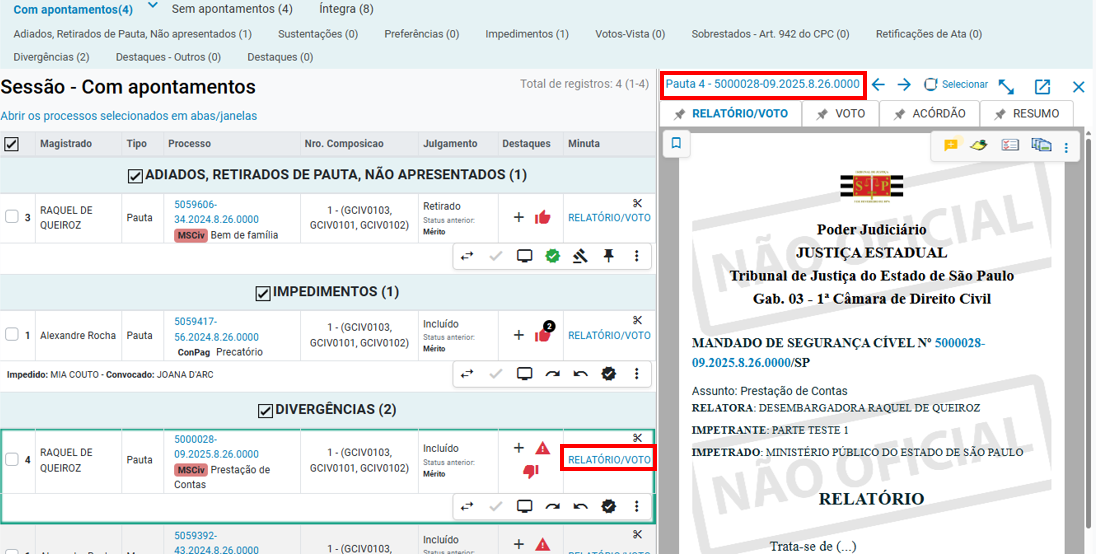 Com apontamentos(4) Sem apontamentos (4) Íntegra (8)
Adiados, Retirados de Pauta, Não apresentados (1) Sustentações (0) Preferências (0) Impedimentos (1) Votos-Vista (0) Sobrestados - Art. 942 do CPC (0) Retificações de Ata (0)
Divergências (2) Destaques - Outros (0) Destaques (0)
Sessão - Com apontamentos
Total de registros: 4 (1-4)
Abrir os processos selecionados em abas/janelas
Magistrado Tipo Processo Nro. Composicao Julgamento Destaques Minuta
ADIADOS, RETIRADOS DE PAUTA, NÃO APRESENTADOS (1)
3 RAQUEL DE QUEIROZ Pauta 5059606-34.2024.8.26.0000 1 - (GCIV0103, GCIV0101, GCIV0102) Retirado RELATÓRIO/VOTO
MSCiv Bem de família Status anterior: Mérito
IMPEDIMENTOS (1)
1 Alexandre Rocha Pauta 5059417-56.2024.8.26.0000 1 - (GCIV0103, GCIV0101, GCIV0102) Incluído 2 RELATÓRIO/VOTO
ConPag Precatório Status anterior: Mérito
Impedido: MIA COUTO - Convocado: JOANA D'ARC
DIVERGÊNCIAS (2)
4 RAQUEL DE QUEIROZ Pauta 5000028-09.2025.8.26.0000 1 - (GCIV0103, GCIV0101, GCIV0102) Incluído RELATÓRIO/VOTO
MSCiv Prestação de Contas Status anterior: Mérito
5059392-43.2024.8.26.0000 1 - (GCIV0103, Incluído
Pauta 4 - 5000028-09.2025.8.26.0000 Selecionar
RELATÓRIO/VOTO VOTO ACÓRDÃO RESUMO
NÃO OFICIAL
Poder Judiciário
JUSTIÇA ESTADUAL
Tribunal de Justiça do Estado de São Paulo
Gab. 03 - 1ª Câmara de Direito Civil
MANDADO DE SEGURANÇA CÍVEL Nº 5000028-
09.2025.8.26.0000/SP
Assunto: Prestação de Contas
RELATORA: DESEMBARGADORA RAQUEL DE QUEIROZ
IMPETRANTE: PARTE TESTE 1
IMPETRADO: MINISTÉRIO PÚBLICO DO ESTADO DE SÃO PAULO
NÃO OFICIAL
RELATÓRIO
Trata-se de (...)